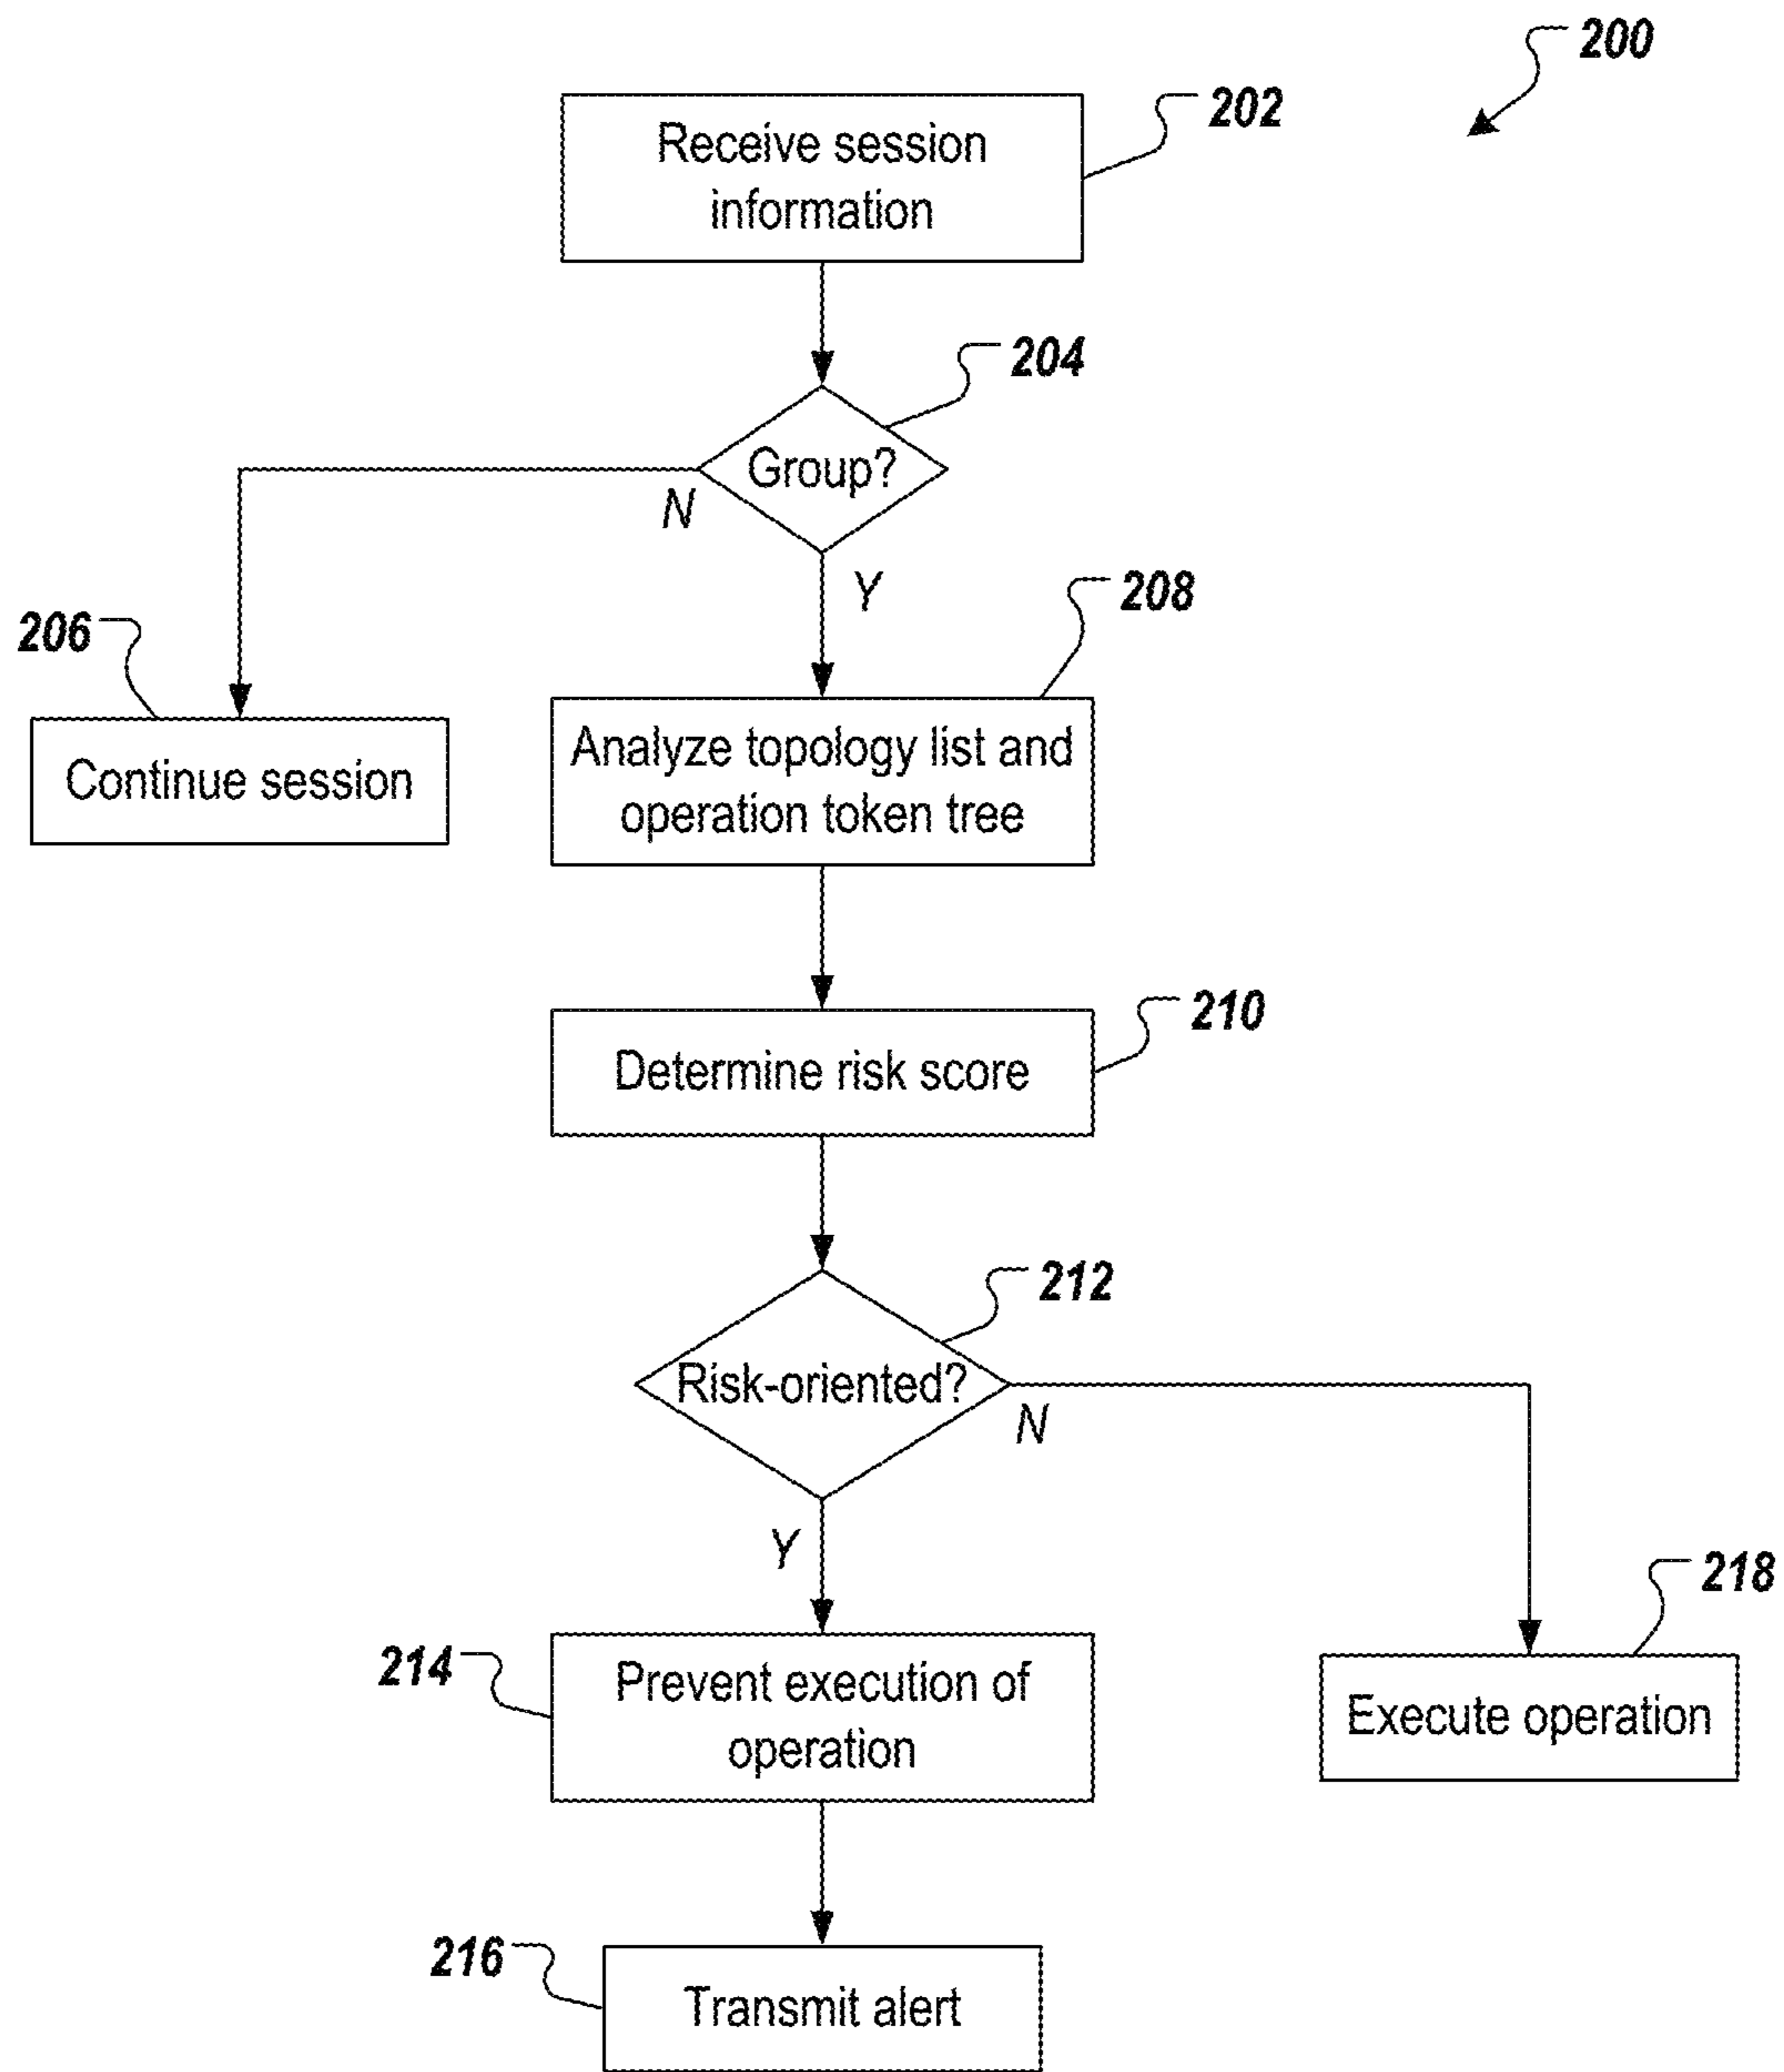 200
202
Receive session
information
204
Group?
N
Y
206
208
Continue session
Analyze topology list and
operation token tree
210
Determine risk score
212
Risk-oriented?
N
Y
218
214
Prevent execution of
operation
Execute operation
216
Transmit alert